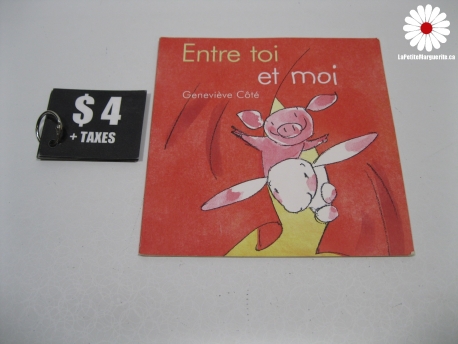 Entre toi
et moi
Geneviève Côté
$ 4
+ TAXES
LaPetiteMarguerite.ca